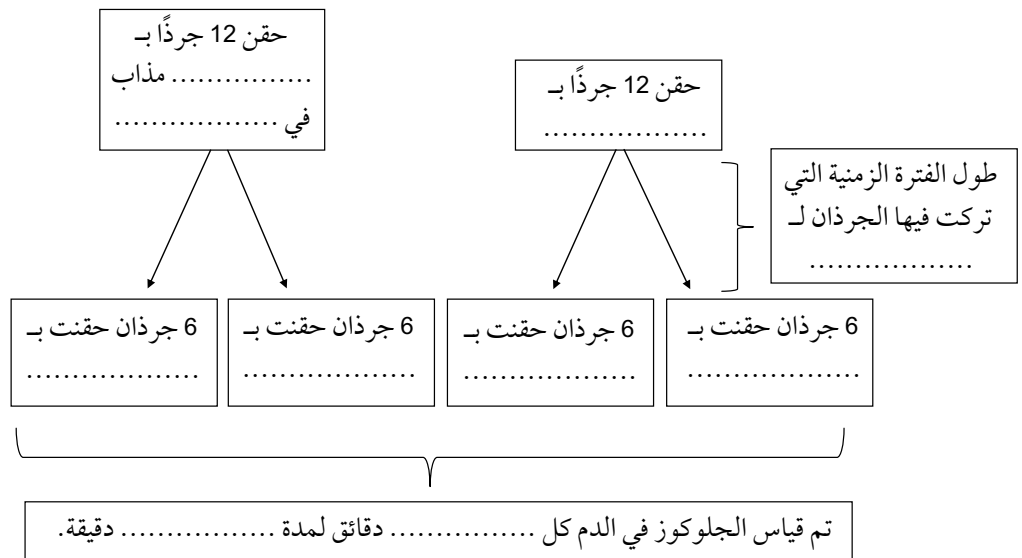 حقن 12 جرذًا بـ
................ مذاب
في ..................
حقن 12 جرذًا بـ
..................
طول الفترة الزمنية التي
تركت فيها الجرذان لـ
..................
6 جرذان حقنت بـ
...................
6 جرذان حقنت بـ
...................
6 جرذان حقنت بـ
...................
6 جرذان حقنت بـ
...................
تم قياس الجلوكوز في الدم كل ................ دقائق لمدة ................ دقيقة.